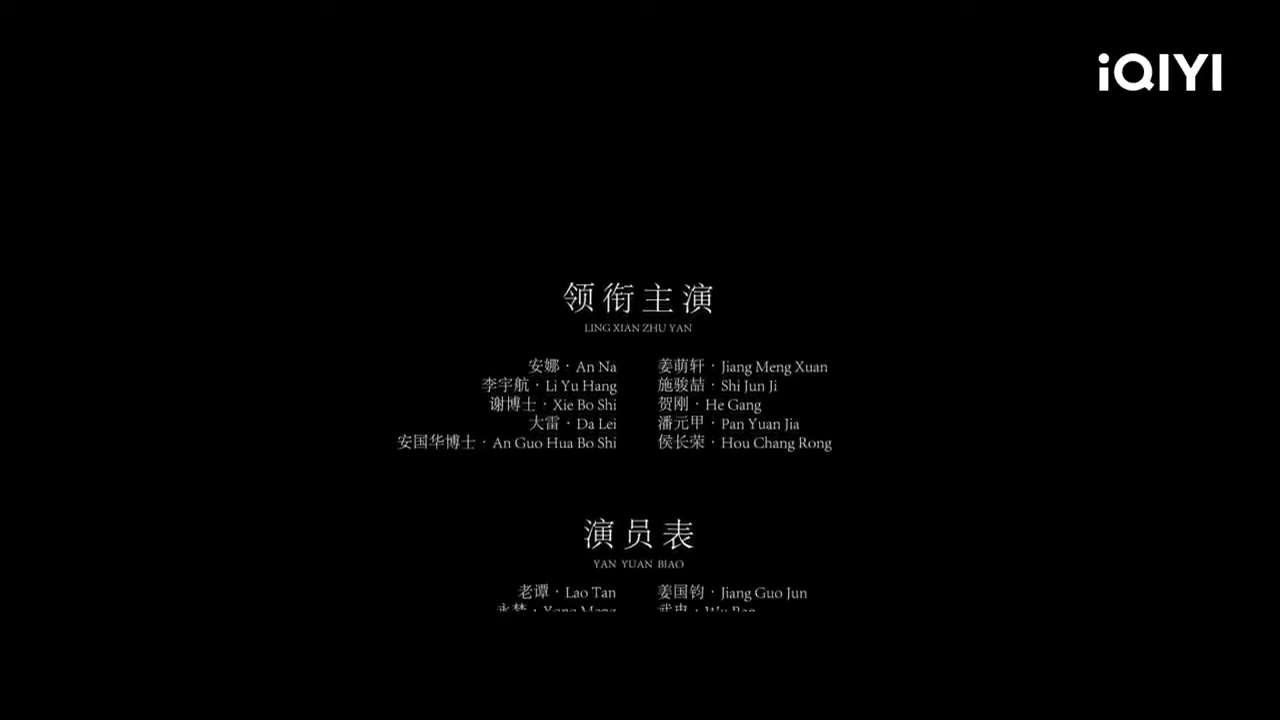 iQIYI
领衔主演
LING XIAN ZHU YAN
安娜 · An Na 姜萌轩 · Jiang Meng Xuan
李宇航 · Li Yu Hang 施骏喆 · Shi Jun Ji
谢博士 · Xie Bo Shi 贺刚 · He Gang
大雷 · Da Lei 潘元甲 · Pan Yuan Jia
安国华博士 · An Guo Hua Bo Shi 侯长荣 · Hou Chang Rong
演员表
YAN YUAN BIAO
老谭 · Lao Tan 姜国钧 · Jiang Guo Jun